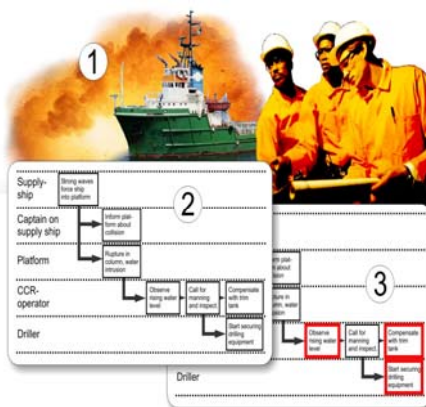 1
2
Supply-
ship
Strong waves
force ship
into platform
Captain on
supply ship
Inform plat-
form about
collision
Platform
Rupture in
column, water
intrusion
CCR-
operator
Observe
rising water
level
Call for
manning
and inspect.
Compensate
with trim
tank
Driller
Start securing
drilling
equipment
3
Observe
rising water
level
Call for
manning
and inspect.
Compensate
with trim
tank
Start securing
drilling
equipment
Driller